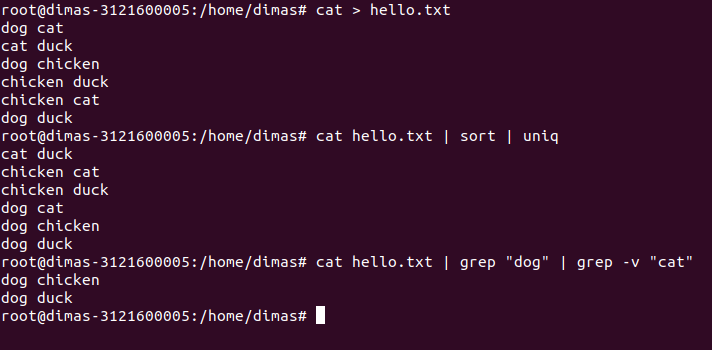 root@dimas-3121600005:/home/dimas# cat > hello.txt
dog cat
cat duck
dog chicken
chicken duck
chicken cat
dog duck
root@dimas-3121600005:/home/dimas# cat hello.txt | sort | uniq
cat duck
chicken cat
chicken duck
dog cat
dog chicken
dog duck
root@dimas-3121600005:/home/dimas# cat hello.txt | grep "dog" | grep -v "cat"
dog chicken
dog duck
root@dimas-3121600005:/home/dimas#